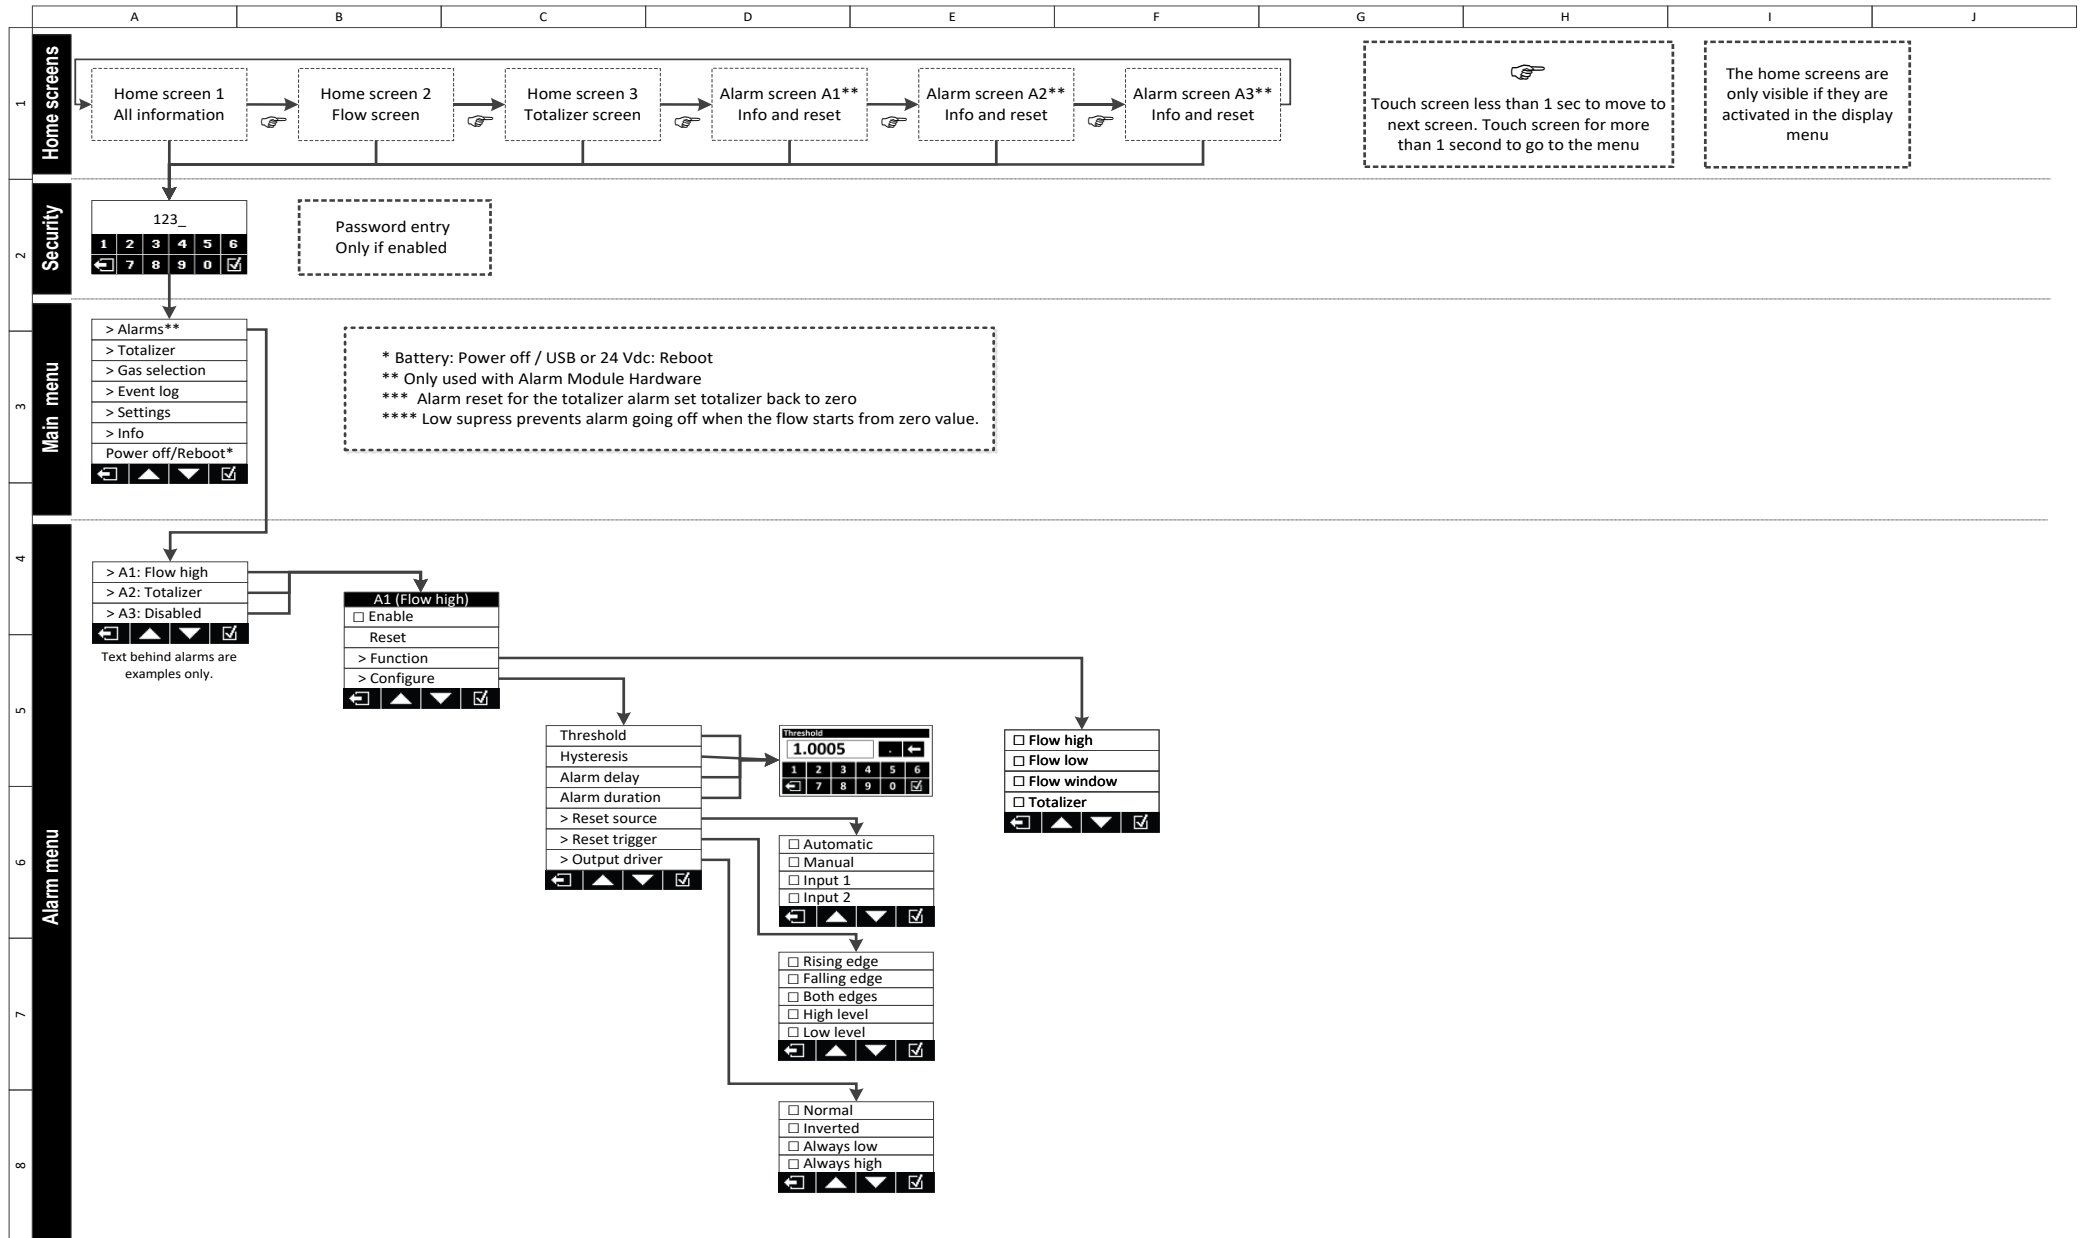 A B C D E F G H I J
1
Home screens
Home screen 1
All information
Home screen 2
Flow screen
Home screen 3
Totalizer screen
Alarm screen A1**
Info and reset
Alarm screen A2**
Info and reset
Alarm screen A3**
Info and reset
Touch screen less than 1 sec to move to
next screen. Touch screen for more
than 1 second to go to the menu
The home screens are
only visible if they are
activated in the display
menu
2
Security
123_
1 2 3 4 5 6
7 8 9 0
Password entry
Only if enabled
3
Main menu
> Alarms**
> Totalizer
> Gas selection
> Event log
> Settings
> Info
Power off/Reboot*
* Battery: Power off / USB or 24 Vdc: Reboot
** Only used with Alarm Module Hardware
*** Alarm reset for the totalizer alarm set totalizer back to zero
**** Low supress prevents alarm going off when the flow starts from zero value.
4
5
6
7
8
Alarm menu
> A1: Flow high
> A2: Totalizer
> A3: Disabled
Text behind alarms are
examples only.
A1 (Flow high)
☐ Enable
Reset
> Function
> Configure
Threshold
Hysteresis
Alarm delay
Alarm duration
> Reset source
> Reset trigger
> Output driver
Threshold
1.0005 .
1 2 3 4 5 6
7 8 9 0
☐ Flow high
☐ Flow low
☐ Flow window
☐ Totalizer
☐ Automatic
☐ Manual
☐ Input 1
☐ Input 2
☐ Rising edge
☐ Falling edge
☐ Both edges
☐ High level
☐ Low level
☐ Normal
☐ Inverted
☐ Always low
☐ Always high